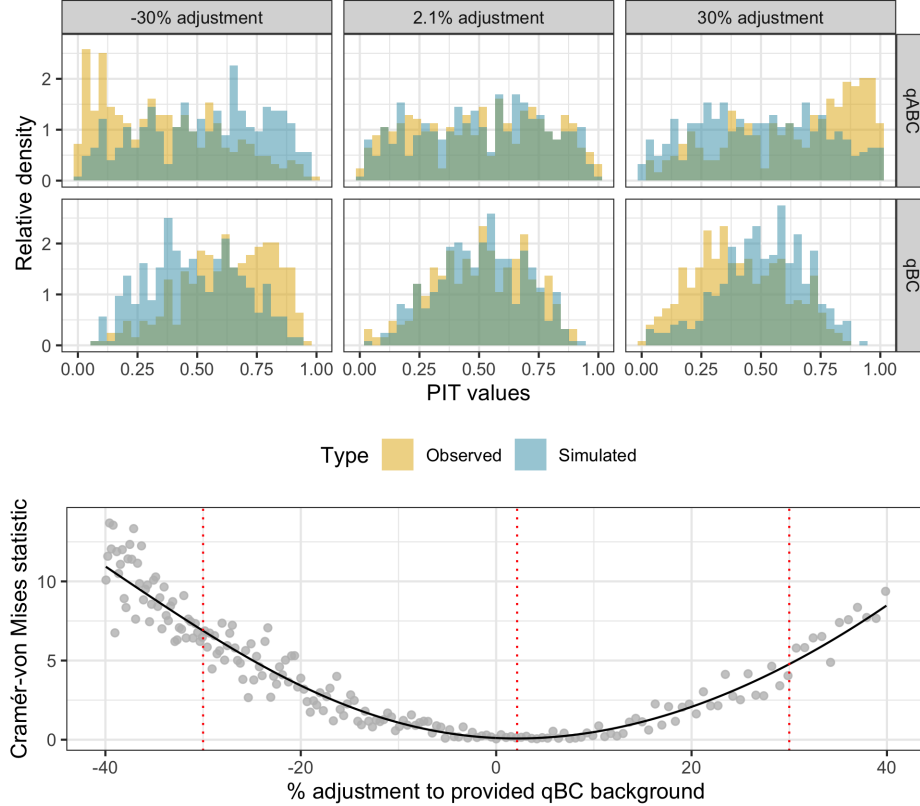 -30% adjustment 2.1% adjustment 30% adjustment
Relative density
2
1
0
qABC
2
1
0
qBC
0.00 0.25 0.50 0.75 1.00 0.00 0.25 0.50 0.75 1.00 0.00 0.25 0.50 0.75 1.00
PIT values
Type Observed Simulated
Cramér-von Mises statistic
10
5
0
-40 -20 0 20 40
% adjustment to provided qBC background